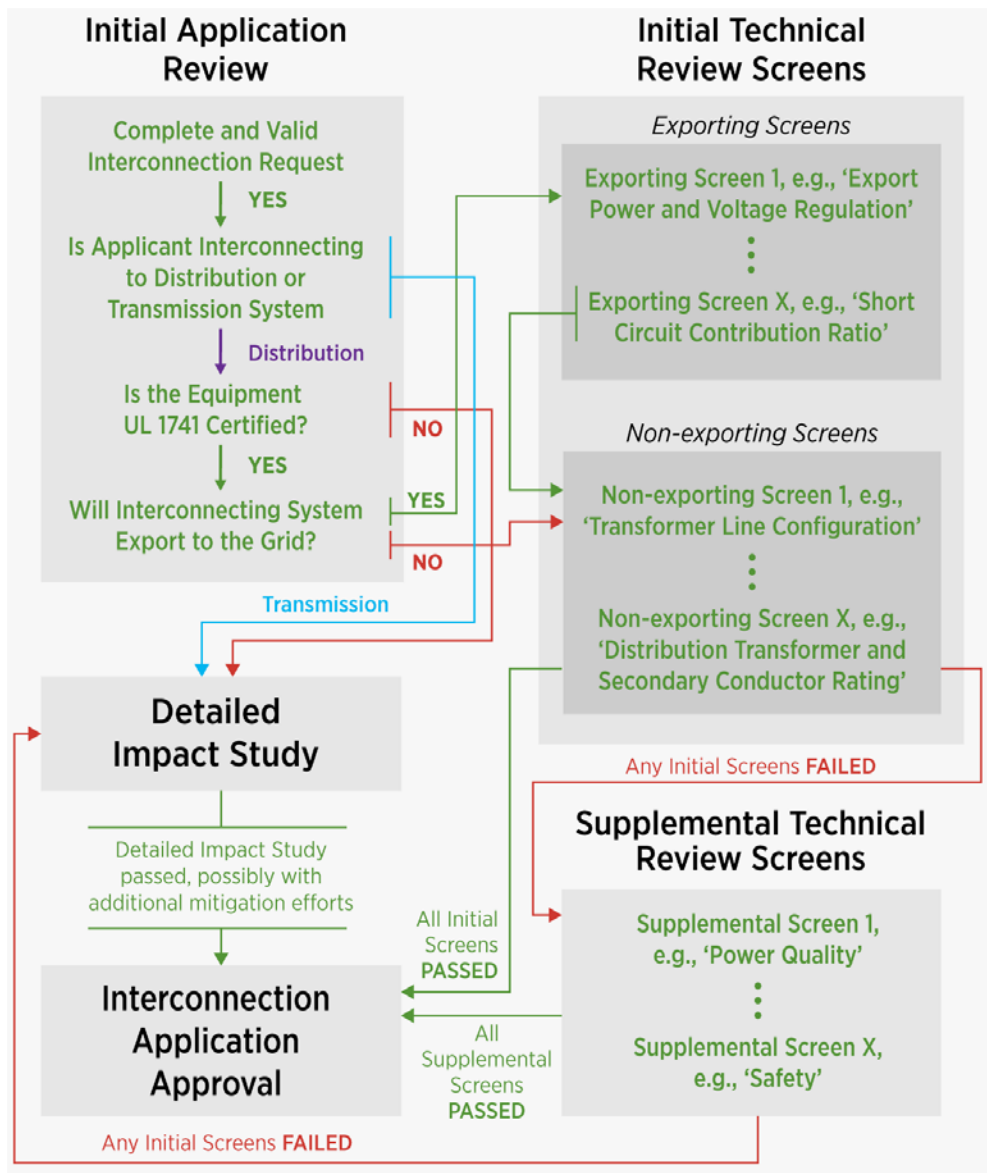 Initial Application
Review
Complete and Valid
Interconnection Request
YES
Is Applicant Interconnecting
to Distribution or
Transmission System
Distribution
Is the Equipment
UL 1741 Certified?
NO
YES
Will Interconnecting System
Export to the Grid?
YES
NO
Transmission
Initial Technical
Review Screens
Exporting Screens
Exporting Screen 1, e.g., ‘Export
Power and Voltage Regulation’
Exporting Screen X, e.g., ‘Short
Circuit Contribution Ratio’
Non-exporting Screens
Non-exporting Screen 1, e.g.,
‘Transformer Line Configuration’
Non-exporting Screen X, e.g.,
‘Distribution Transformer and
Secondary Conductor Rating’
Any Initial Screens FAILED
Detailed
Impact Study
Detailed Impact Study
passed, possibly with
additional mitigation efforts
Supplemental Technical
Review Screens
Supplemental Screen 1,
e.g., ‘Power Quality’
Supplemental Screen X,
e.g., ‘Safety’
All Initial
Screens
PASSED
Interconnection
Application
Approval
All
Supplemental
Screens
PASSED
Any Initial Screens FAILED